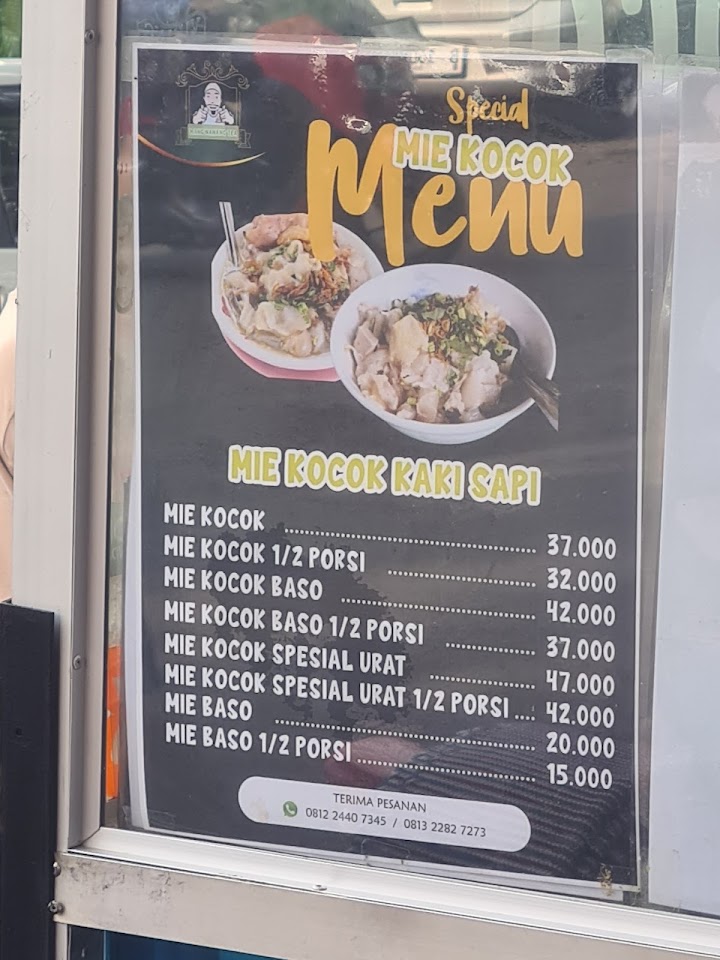 Special
MIE KOCOK
Menu
MIE KOCOK KAKI SAPI
MIE KOCOK ........ 37.000
MIE KOCOK 1/2 PORSI ........ 32.000
MIE KOCOK BASO ........ 42.000
MIE KOCOK BASO 1/2 PORSI ........ 37.000
MIE KOCOK SPESIAL URAT ........ 47.000
MIE KOCOK SPESIAL URAT 1/2 PORSI .... 42.000
MIE BASO ........ 20.000
MIE BASO 1/2 PORSI ........ 15.000
TERIMA PESANAN
0812 2440 7345 / 0813 2282 7273